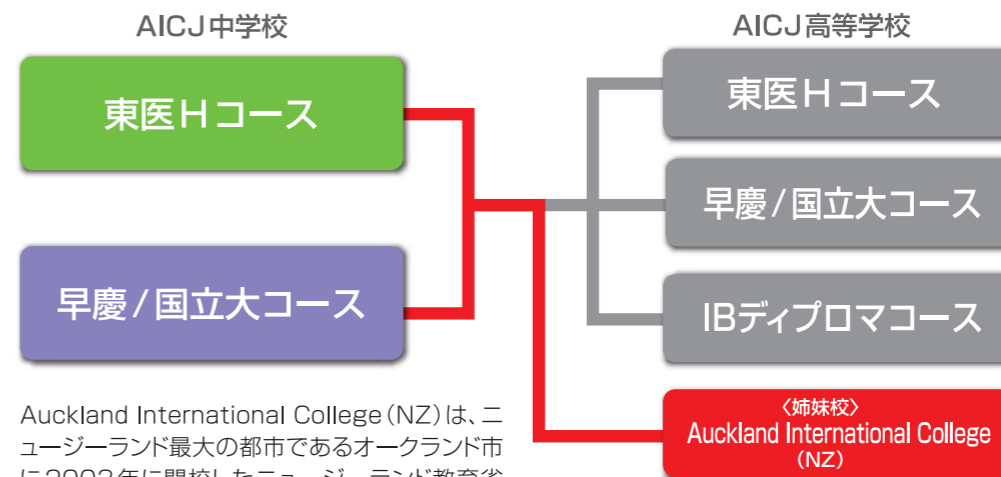 AICJ中学校
東医Hコース
早慶/国立大コース
AICJ高等学校
東医Hコース
早慶/国立大コース
IBディプロマコース
〈姉妹校〉
Auckland International College
(NZ)
Auckland International College(NZ)は、ニ
ュージーランド最大の都市であるオークランド市